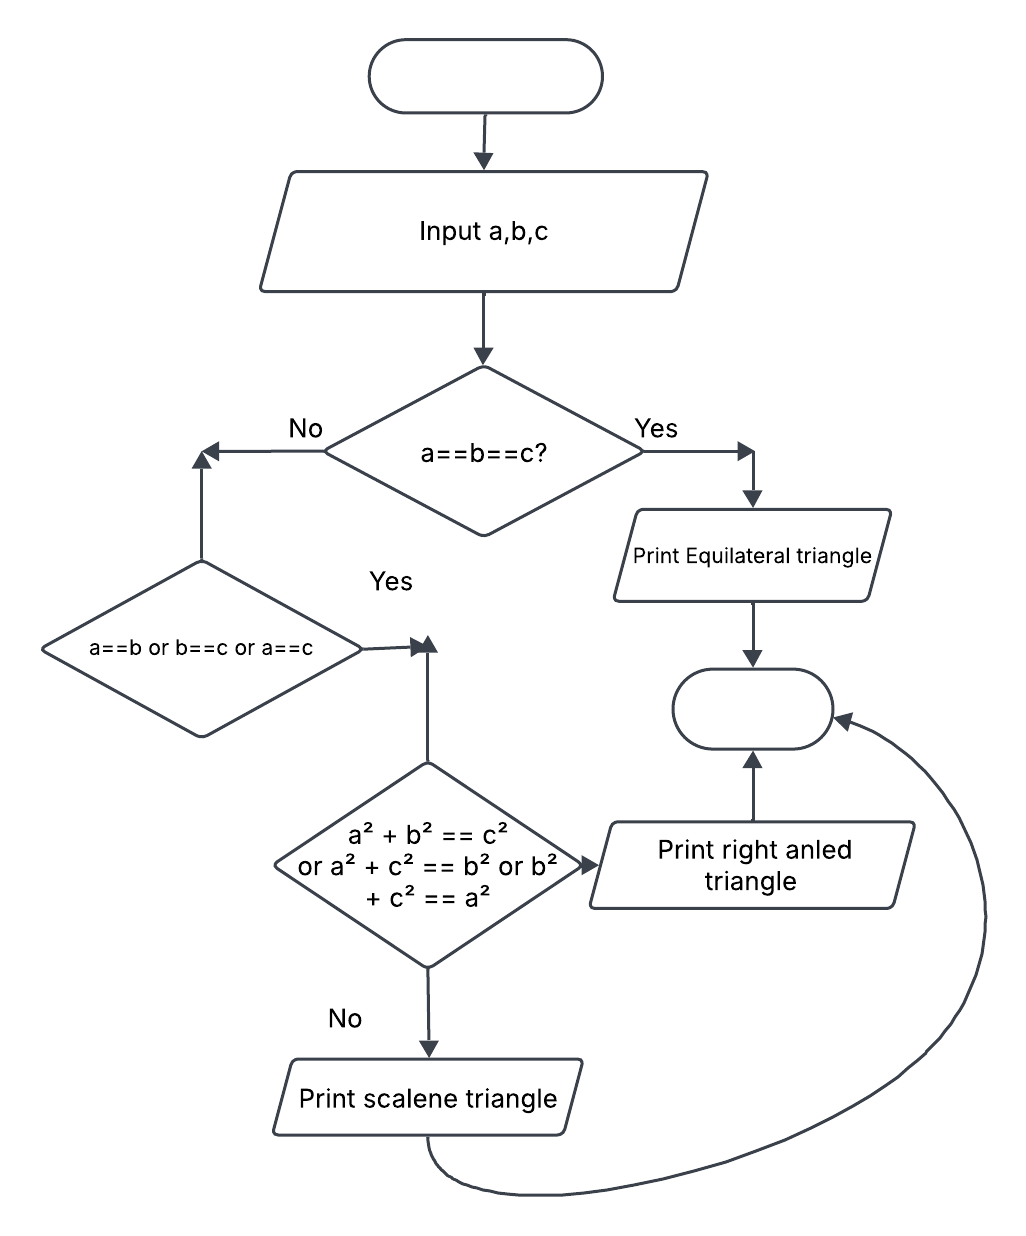 Input a,b,c
No
Yes
a==b==c?
Print Equilateral triangle
Yes
a==b or b==c or a==c
a² + b² == c²
or a² + c² == b² or b²
+ c² == a²
Print right anled
triangle
No
Print scalene triangle